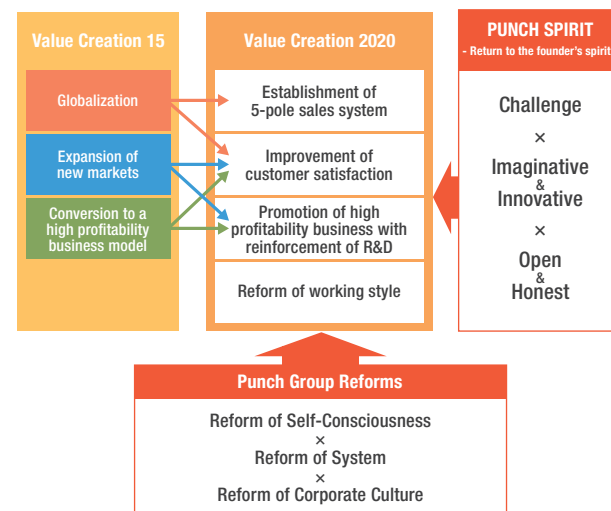 Value Creation 15
Globalization
Expansion of
new markets
Conversion to a
high profitability
business model
Value Creation 2020
Establishment of
5-pole sales system
Improvement of
customer satisfaction
Promotion of high
profitability business with
reinforcement of R&D
Reform of working style
PUNCH SPIRIT
- Return to the founder's spirit
Challenge
×
Imaginative
&
Innovative
×
Open
&
Honest
Punch Group Reforms
Reform of Self-Consciousness
×
Reform of System
×
Reform of Corporate Culture